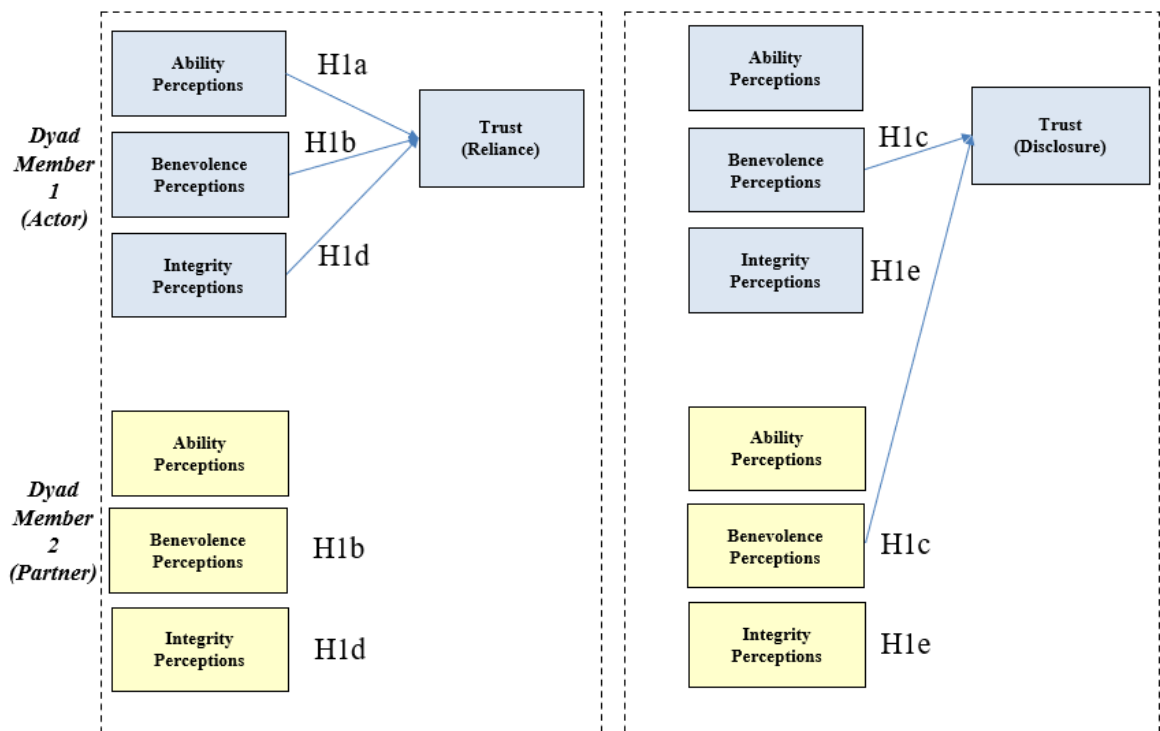 Dyad
Member
1
(Actor)
Ability
Perceptions
H1a
Benevolence
Perceptions
H1b
Integrity
Perceptions
H1d
Trust
(Reliance)
Dyad
Member
2
(Partner)
Ability
Perceptions
Benevolence
Perceptions
H1b
Integrity
Perceptions
H1d
Ability
Perceptions
Benevolence
Perceptions
H1c
Integrity
Perceptions
H1e
Trust
(Disclosure)
Ability
Perceptions
Benevolence
Perceptions
H1c
Integrity
Perceptions
H1e